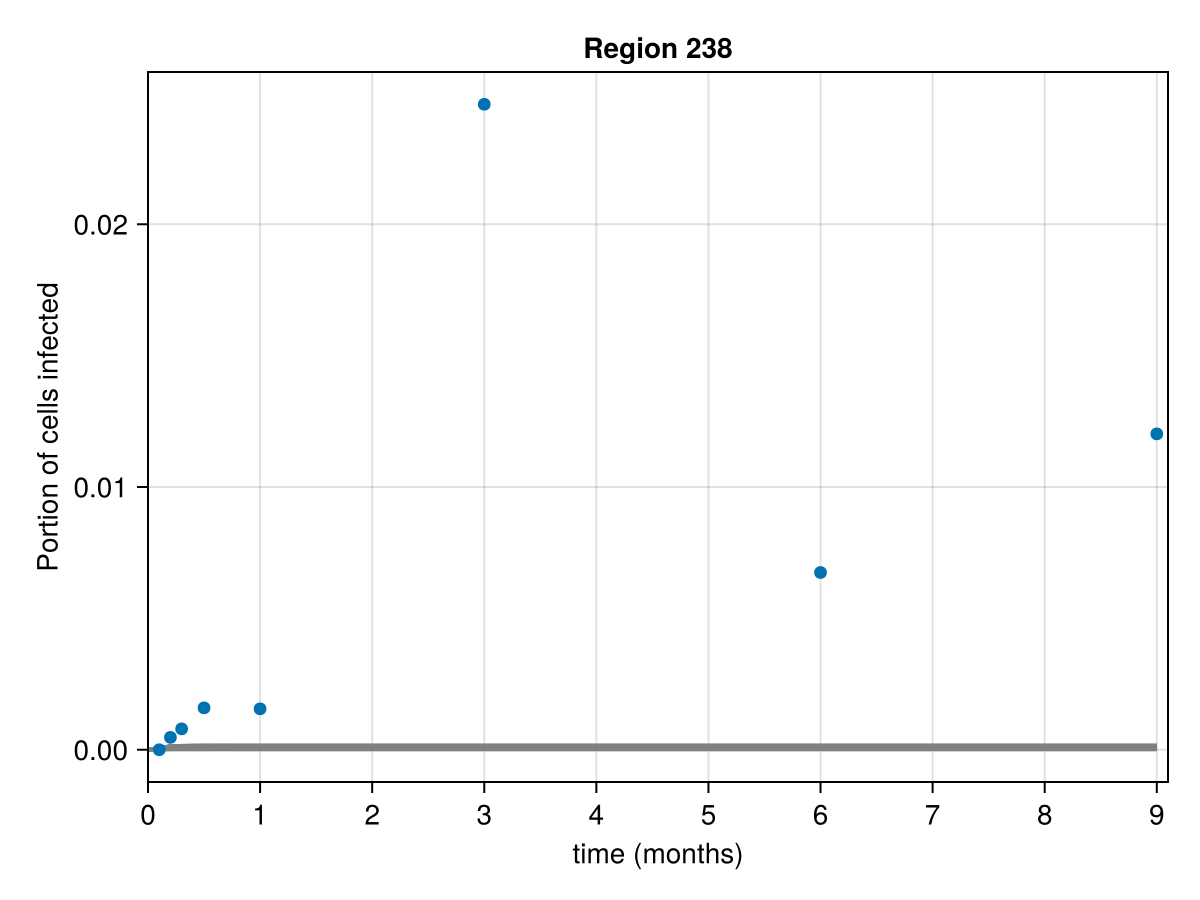 Region 238
Portion of cells infected
0.02
0.01
0.00
0 1 2 3 4 5 6 7 8 9
time (months)